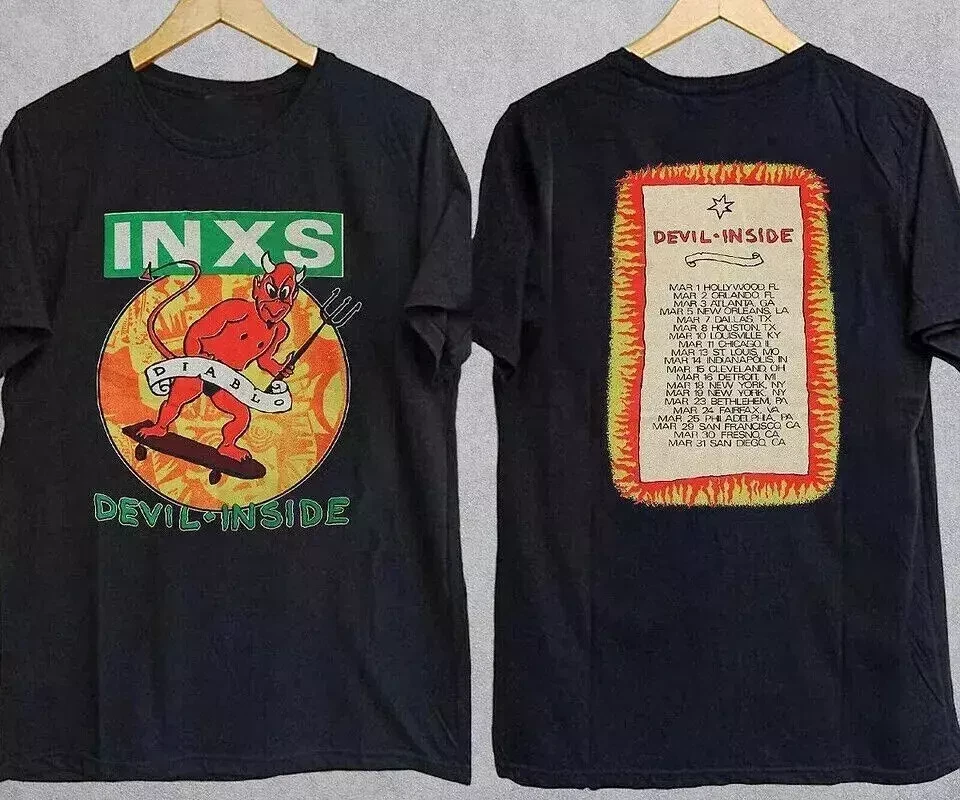 INXS
DIABLO
DEVIL·INSIDE
DEVIL·INSIDE
MAR 1 HOLLYWOOD, FL
MAR 2 ORLANDO, FL
MAR 3 ATLANTA, GA
MAR 5 NEW ORLEANS, LA
MAR 7 DALLAS, TX
MAR 8 HOUSTON, TX
MAR 10 LOUISVILLE, KY
MAR 11 CHICAGO, IL
MAR 13 ST LOUIS, MO
MAR 14 INDIANAPOLIS, IN
MAR 15 CLEVELAND, OH
MAR 16 DETROIT, MI
MAR 18 NEW YORK, NY
MAR 19 NEW YORK, NY
MAR 23 BETHLEHEM, PA
MAR 24 FAIRFAX, VA
MAR 25 PHILADELPHIA, PA
MAR 29 SAN FRANCISCO, CA
MAR 30 FRESNO, CA
MAR 31 SAN DIEGO, CA